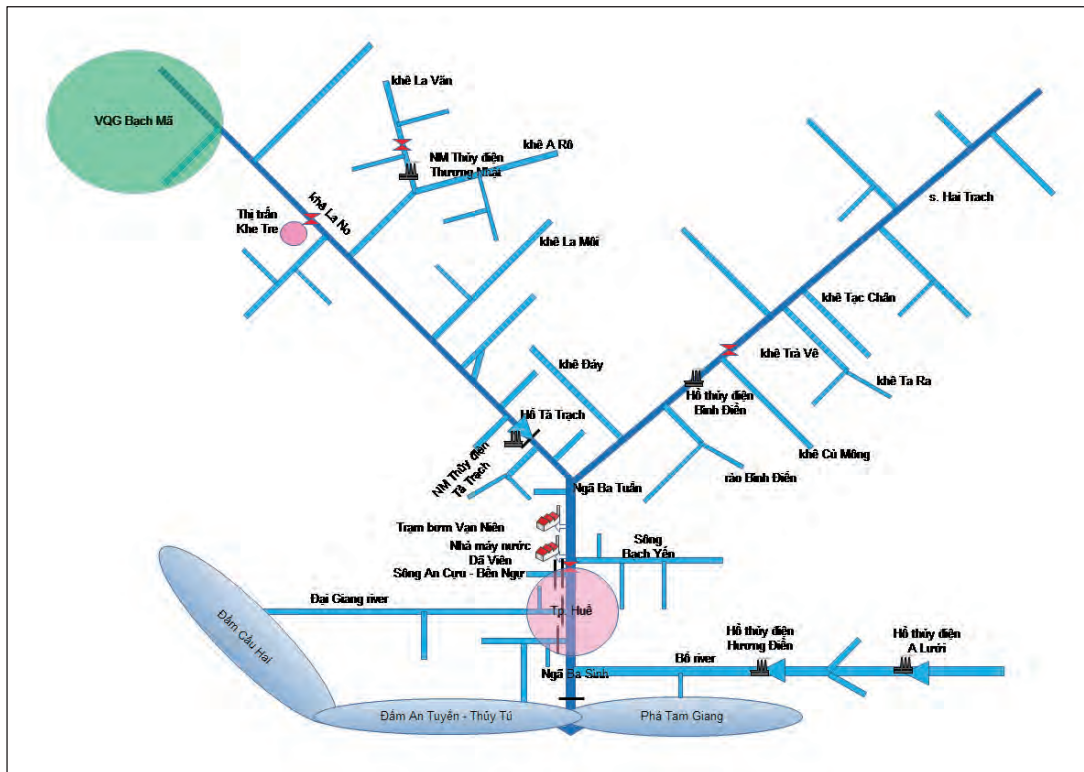 khê La Văn
VQG Bạch Mã
khê A Rô
NM Thủy điện
Thượng Nhật
s. Hai Trach
khê La No
Thị trấn
Khe Tre
khê La Môi
khê Tạc Chăn
khê Trà Vê
khê Đáy
khê Ta Ra
Hồ thủy điện
Bình Điền
Hồ Tả Trạch
khê Cù Mông
NM Thủy điện
Tả Trạch
rào Bình Điền
Ngã Ba Tuần
Trạm bơm Vạn Niên
Nhà máy nước
Dã Viên
Sông
Bạch Yến
Sông An Cựu - Bến Ngự
Đại Giang river
Tp. Huế
Đầm Cầu Hai
Hồ thủy điện
Hương Điền
Hồ thủy điện
A Lưới
Bồ river
Ngã Ba Sình
Đầm An Tuyền - Thủy Tú
Phá Tam Giang